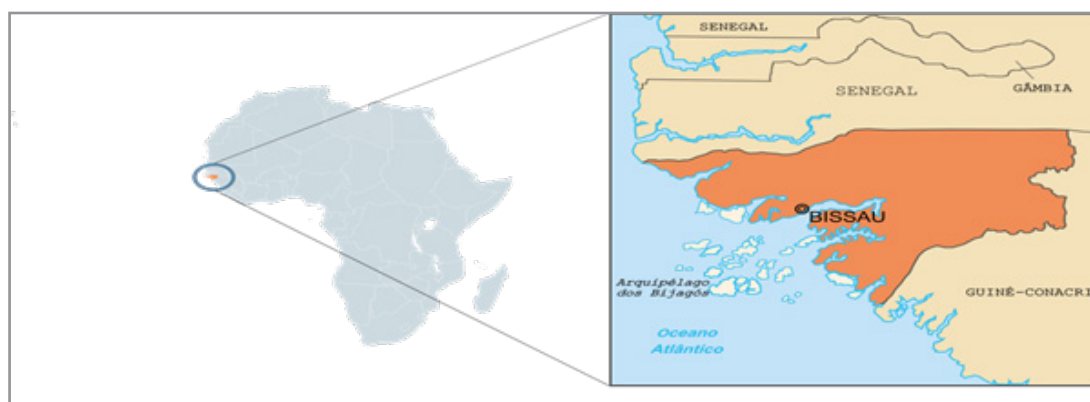 SENEGAL
GÂMBIA
SENEGAL
BISSAU
Arquipélago
dos Bijagós
GUINÉ-CONACRI
Oceano
Atlântico